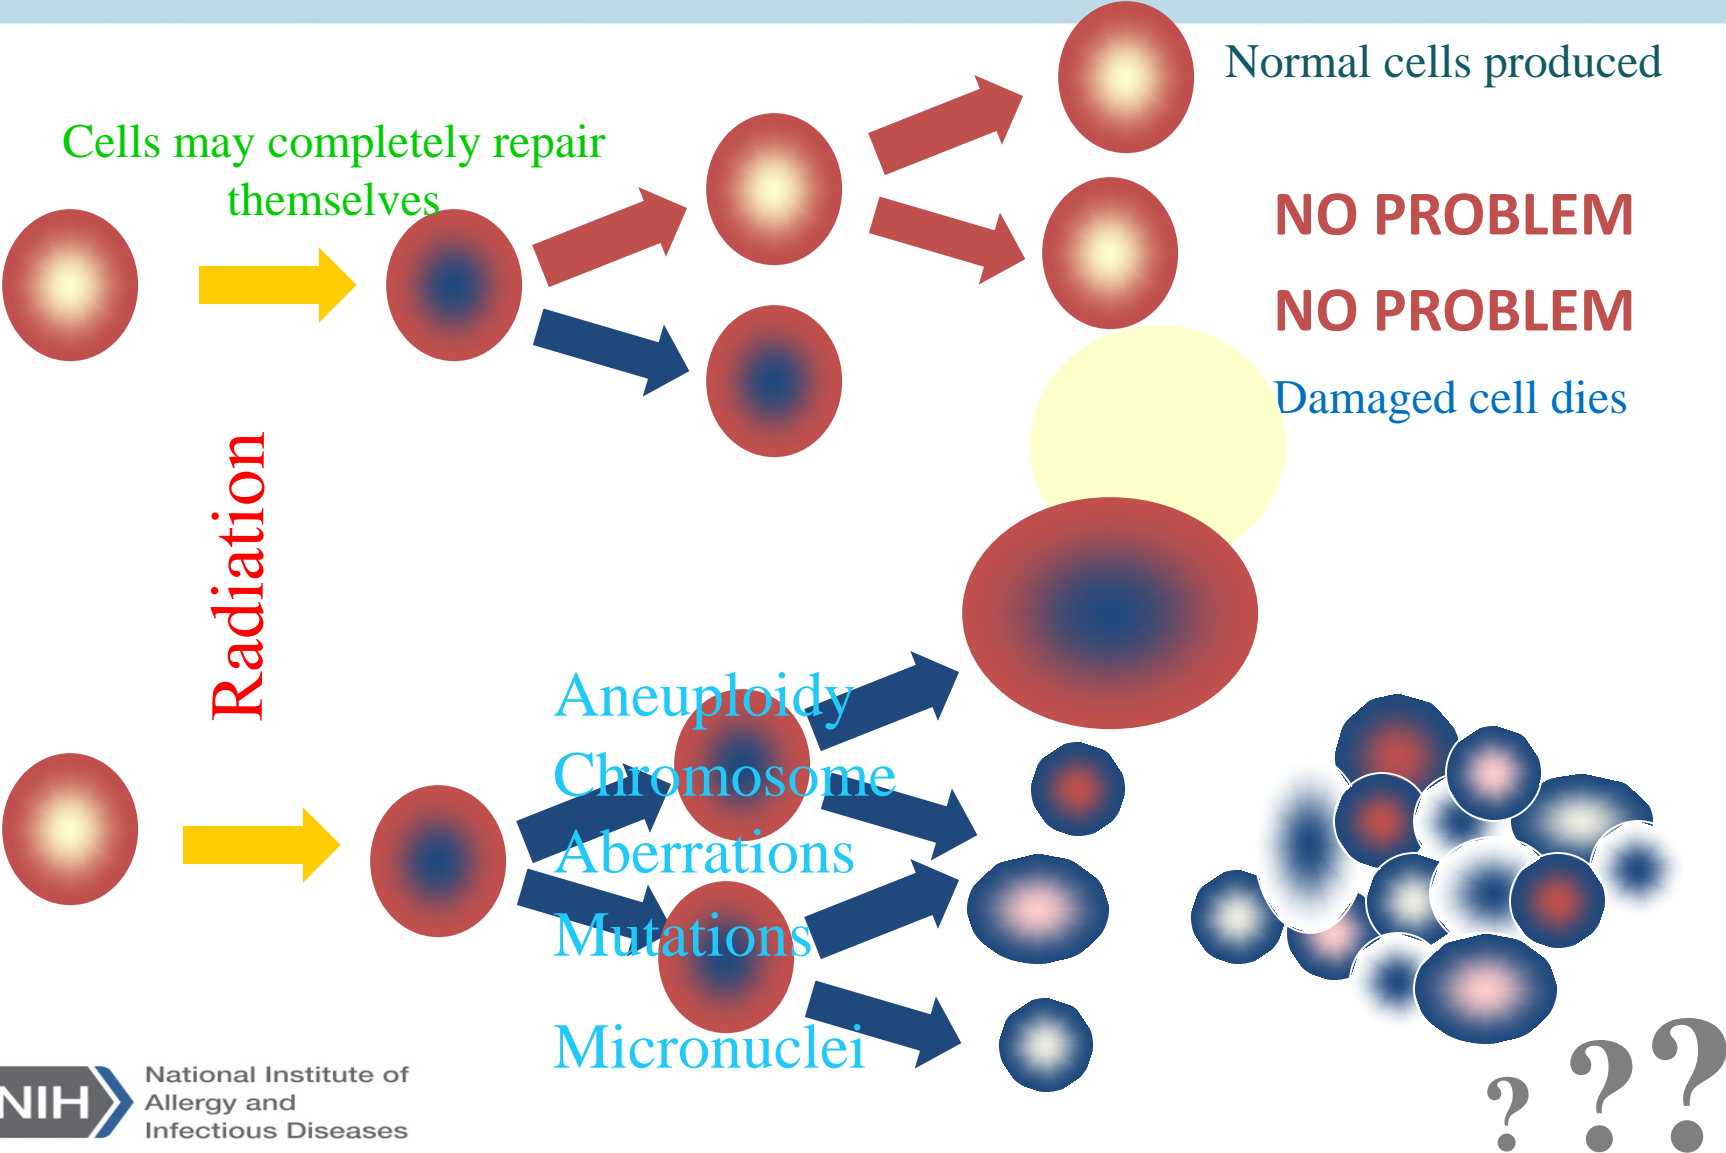 Normal cells produced
Cells may completely repair
themselves
NO PROBLEM
NO PROBLEM
Damaged cell dies
Radiation
Aneuploidy
Chromosome
Aberrations
Mutations
Micronuclei
NIH
National Institute of
Allergy and
Infectious Diseases
? ? ?